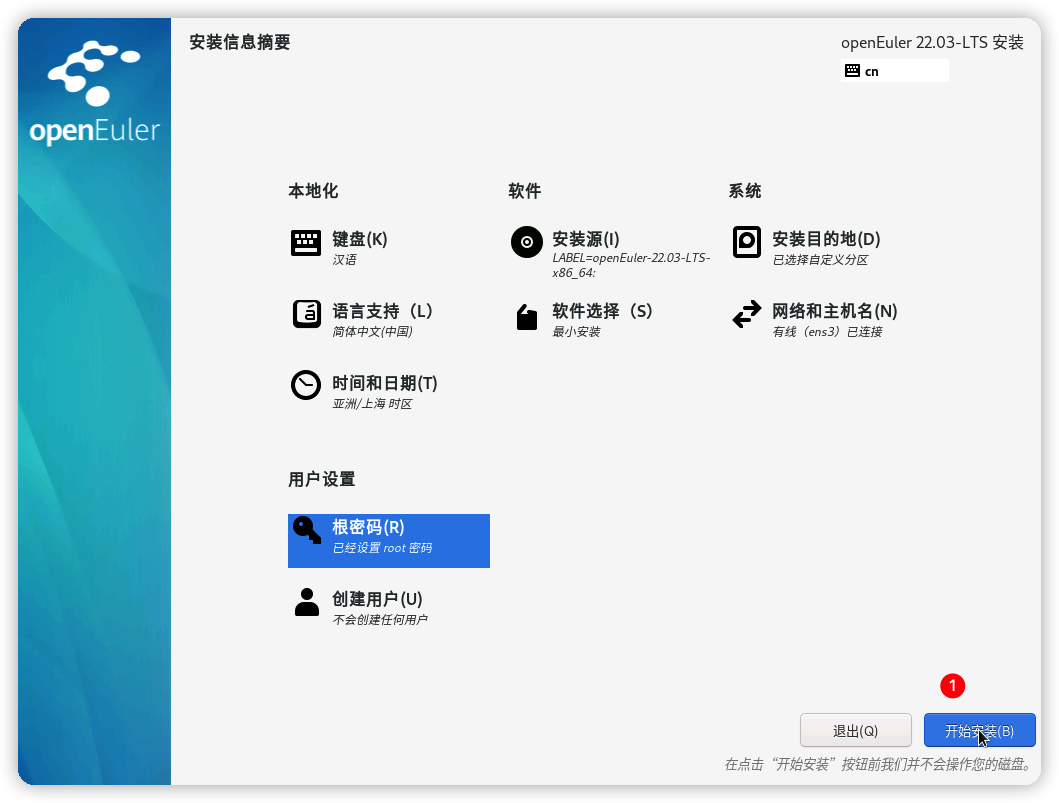 openEuler
安装信息摘要
openEuler 22.03-LTS 安装
cn
本地化
键盘(K)
汉语
语言支持（L）
简体中文(中国)
时间和日期(T)
亚洲/上海 时区
软件
安装源(I)
LABEL=openEuler-22.03-LTS-
x86_64:
软件选择（S）
最小安装
系统
安装目的地(D)
已选择自定义分区
网络和主机名(N)
有线（ens3）已连接
用户设置
根密码(R)
已经设置 root 密码
创建用户(U)
不会创建任何用户
1
退出(Q)
开始安装(B)
在点击“开始安装”按钮前我们并不会操作您的磁盘。